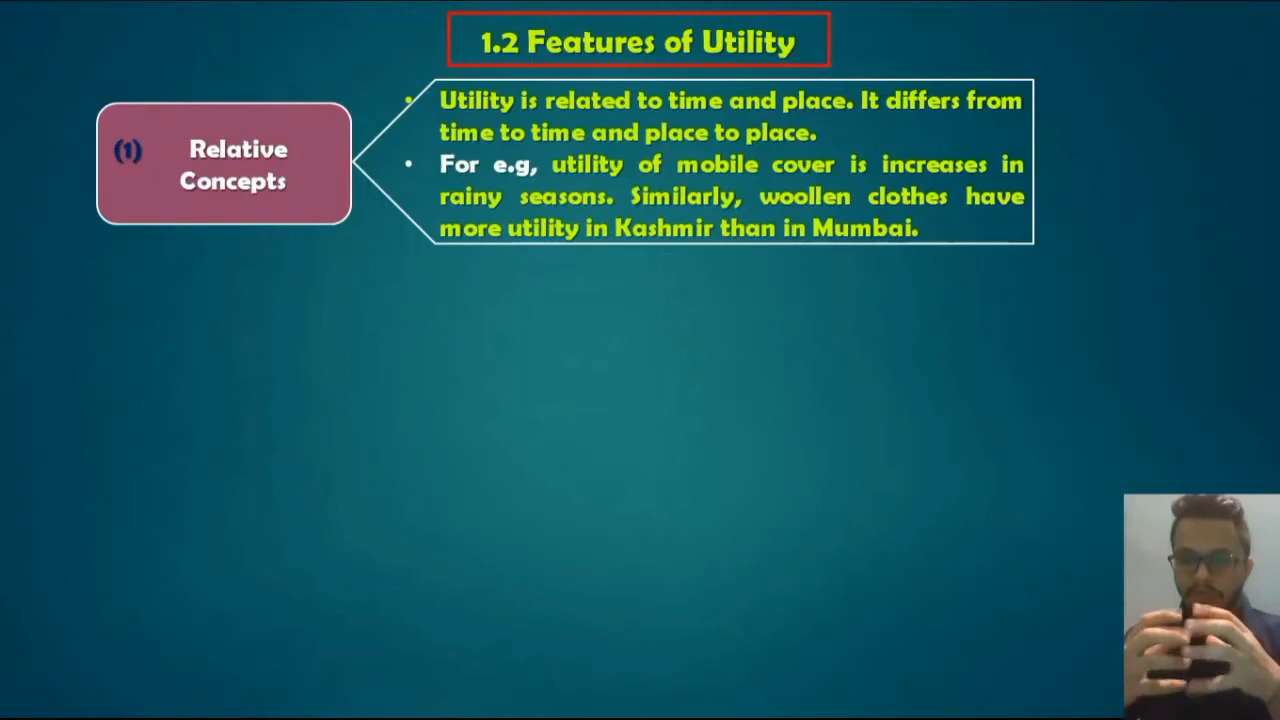 1.2 Features of Utility
(1) Relative
Concepts
• Utility is related to time and place. It differs from
time to time and place to place.
• For e.g, utility of mobile cover is increases in
rainy seasons. Similarly, woollen clothes have
more utility in Kashmir than in Mumbai.